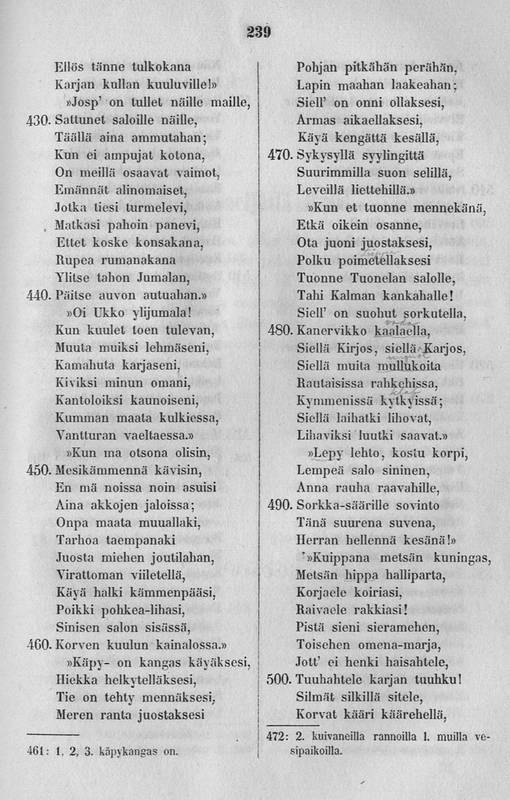 239
Ellös tänne tulkokana
Karjan kullan kuuluville!»
»Josp' on tullet näille maille,
430. Sattunet saloille näille,
Täällä aina ammutahan;
Kun ei ampujat kotona,
On meillä osaavat vaimot,
Emännät alinomaiset,
Jotka tiesi turmelevi,
Matkasi pahoin panevi,
Ettet koske konsakana,
Rupea rumanakana
Ylitse tahon Jumalan,
440. Päitse auvon autuahan.»
»Oi Ukko ylijumala!
Kun kuulet toen tulevan,
Muuta muiksi lehmäseni,
Kamahuta karjaseni,
Kiviksi minun omani,
Kantoloiksi kaunoiseni,
Kumman maata kulkiessa,
Vantturan vaeltaessa.»
»Kun ma otsona olisin,
450. Mesikämmennä kävisin,
En mä noissa noin asuisi
Aina akkojen jaloissa;
Onpa maata muuallaki,
Tarhoa taempanaki
Juosta miehen joutilahan,
Virattoman viiletellä,
Käyä halki kämmenpääsi,
Poikki pohkea-lihasi,
Sinisen salon sisässä,
460. Korven kuulun kainalossa.»
»Käpy- on kangas käyäksesi,
Hiekka helkytelläksesi,
Tie on tehty mennäksesi,
Meren ranta juostaksesi
461: 1, 2, 3. käpykangas on.
Pohjan pitkähän perähän,
Lapin maahan laakeahan;
Siell' on onni ollaksesi,
Armas aikaellaksesi,
Käyä kengättä kesällä,
470. Sykysyllä syylingittä
Suurimmilla suon selillä,
Leveillä liettehillä.»
»Kun et tuonne mennekänä,
Etkä oikein osanne,
Ota juoni juostaksesi,
Polku poimetellaksesi
Tuonne Tuonelan salolle,
Tahi Kalman kankahalle!
Siell' on suohut sorkutella,
480. Kanervikko kaalaella,
Siellä Kirjos, siellä Karjos,
Siellä muita mullukoita
Rautaisissa rahkehissa,
Kymmenissä kytkyissä;
Siellä laihatki lihovat,
Lihaviksi luutki saavat.»
»Lepy lehto, kostu korpi,
Lempeä salo sininen,
Anna rauha raavahille,
490. Sorkka-säärille sovinto
Tänä suurena suvena,
Herran hellennä kesänä!»
»Kuippana metsän kuningas,
Metsän hippa halliparta,
Korjaele koiriasi,
Raivaele rakkiasi!
Pistä sieni sieramehen,
Toisehen omena-marja,
Jott' ei henki haisahtele,
500. Tuuhahtele karjan tuuhku!
Silmät silkillä sitele,
Korvat kääri käärehellä,
472: 2. kuivaneilla rannoilla l. muilla ve-
sipaikoilla.